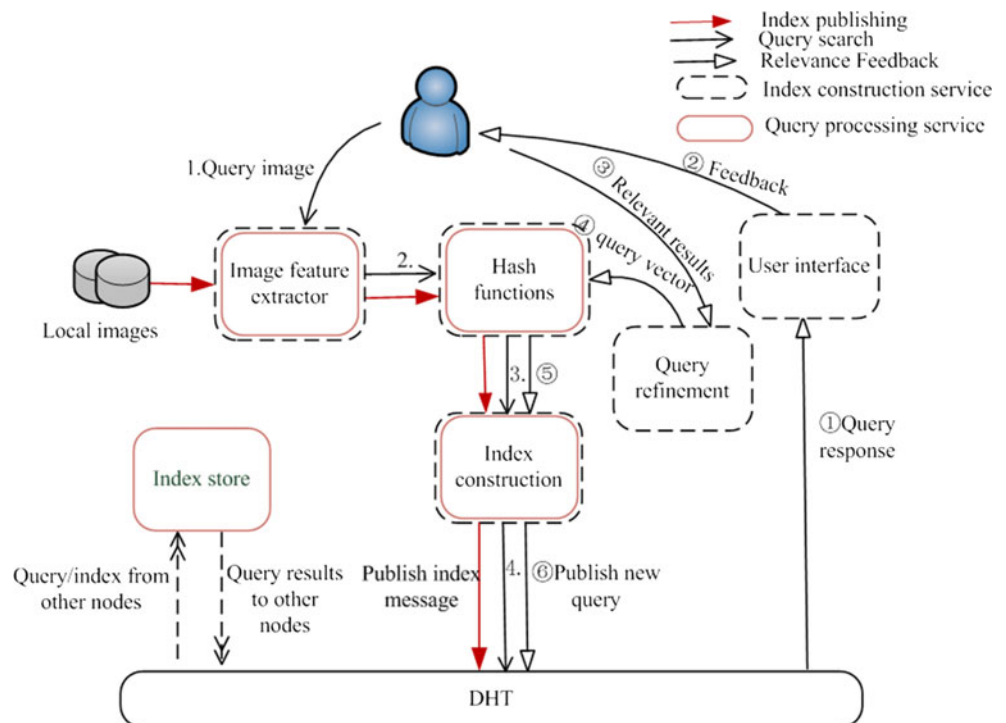 Index publishing
Query search
Relevance Feedback
Index construction service
Query processing service
1.Query image
② Feedback
③ Relevant results
④ query vector
Local images
Image feature
extractor
2.
Hash
functions
User interface
Query
refinement
3.
⑤
①Query
response
Index
construction
Index store
Query/index from
other nodes
Query results
to other
nodes
Publish index
message
4.
⑥Publish new
query
DHT